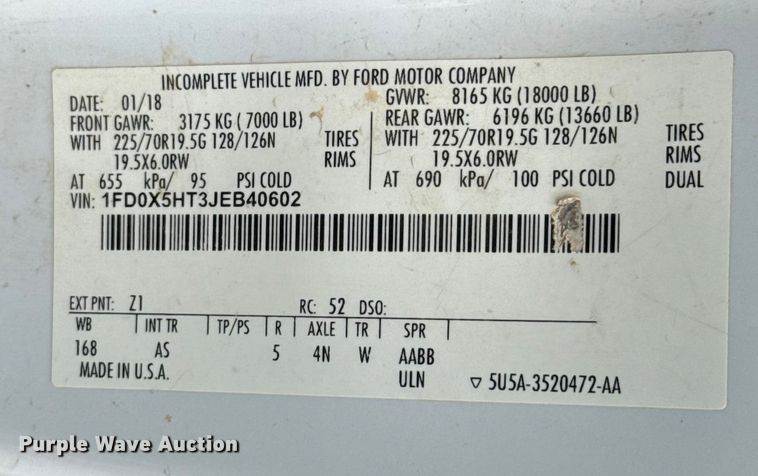 INCOMPLETE VEHICLE MFD. BY FORD MOTOR COMPANY
DATE: 01/18 GVWR: 8165 KG (18000 LB)
FRONT GAWR: 3175 KG ( 7000 LB) REAR GAWR: 6196 KG (13660 LB)
WITH 225/70R19.5G 128/126N TIRES WITH 225/70R19.5G 128/126N TIRES
19.5X6.0RW RIMS 19.5X6.0RW RIMS
AT 655 kPa/ 95 PSI COLD AT 690 kPa/ 100 PSI COLD DUAL
VIN: 1FD0X5HT3JEB40602
EXT PNT: Z1 RC: 52 DSO:
WB INT TR TP/PS R AXLE TR SPR
168 AS 5 4N W AABB
MADE IN U.S.A. ULN ▽ 5U5A-3520472-AA
Purple Wave Auction